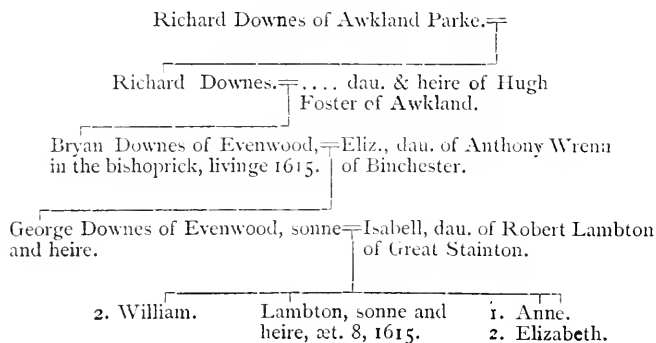 Richard Downes of Awkland Parke.=
Richard Downes.=.... dau. & heire of Hugh
Foster of Awkland.
Bryan Downes of Evenwood,=Eliz., dau. of Anthony Wrenn
in the bishoprick, livinge 1615. of Binchester.
George Downes of Evenwood, sonne=Isabell, dau. of Robert Lambton
and heire. of Great Stainton.
2. William. Lambton, sonne and 1. Anne.
heire, æt. 8, 1615. 2. Elizabeth.